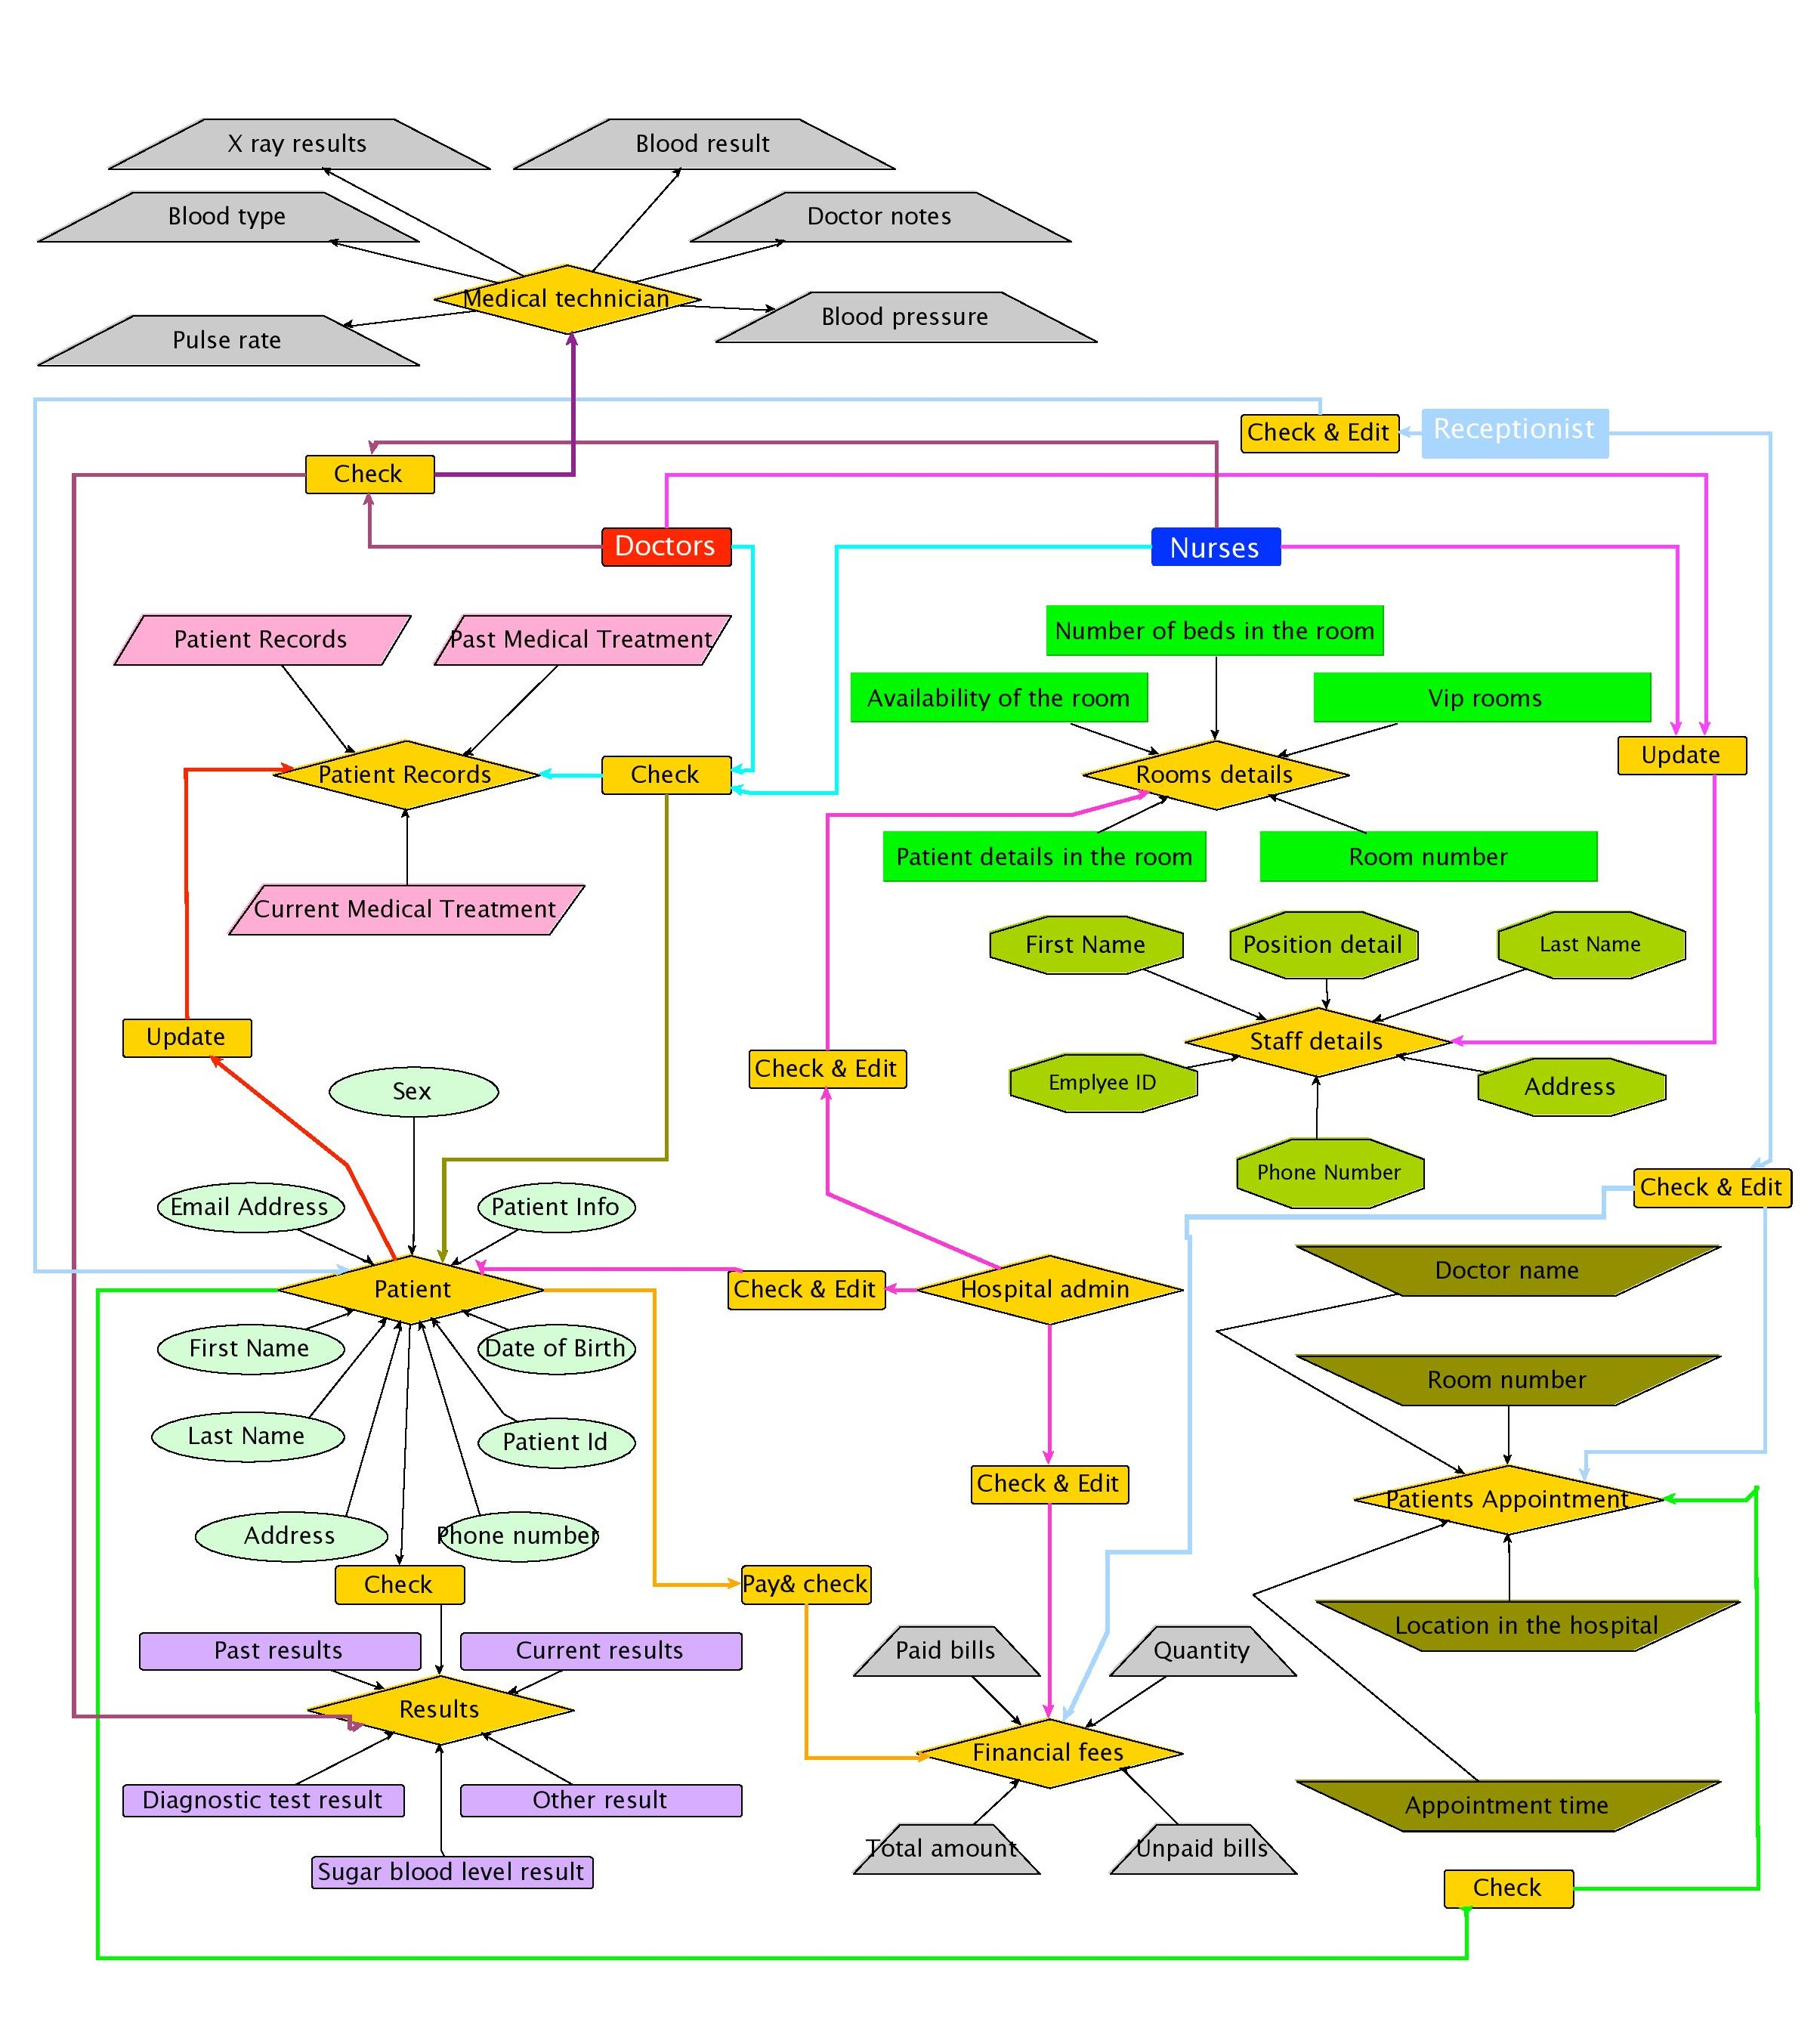 X ray results
Blood result
Blood type
Doctor notes
Medical technician
Blood pressure
Pulse rate
Check & Edit
Receptionist
Check
Doctors
Nurses
Number of beds in the room
Patient Records
Past Medical Treatment
Availability of the room
Vip rooms
Patient Records
Check
Rooms details
Update
Patient details in the room
Room number
Current Medical Treatment
First Name
Position detail
Last Name
Update
Staff details
Check & Edit
Emplyee ID
Address
Sex
Phone Number
Check & Edit
Email Address
Patient Info
Doctor name
Patient
Check & Edit
Hospital admin
First Name
Date of Birth
Room number
Last Name
Patient Id
Check & Edit
Patients Appointment
Address
Phone number
Check
Pay& check
Location in the hospital
Past results
Current results
Paid bills
Quantity
Results
Financial fees
Diagnostic test result
Other result
Appointment time
Total amount
Unpaid bills
Sugar blood level result
Check